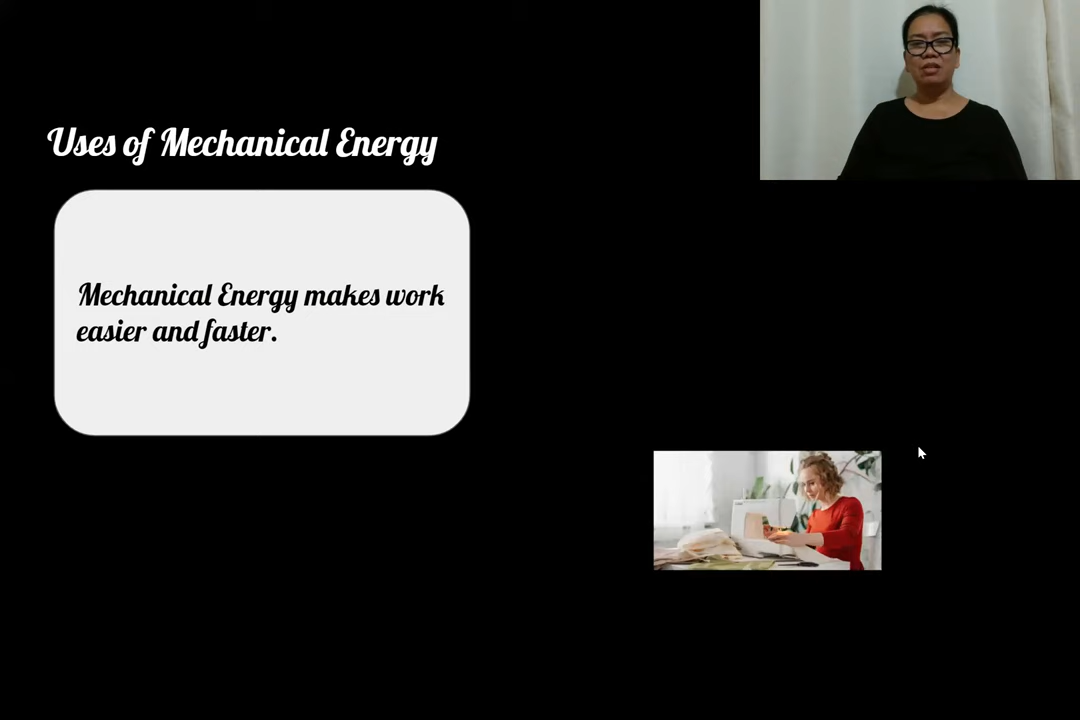 Uses of Mechanical Energy
Mechanical Energy makes work
easier and faster.